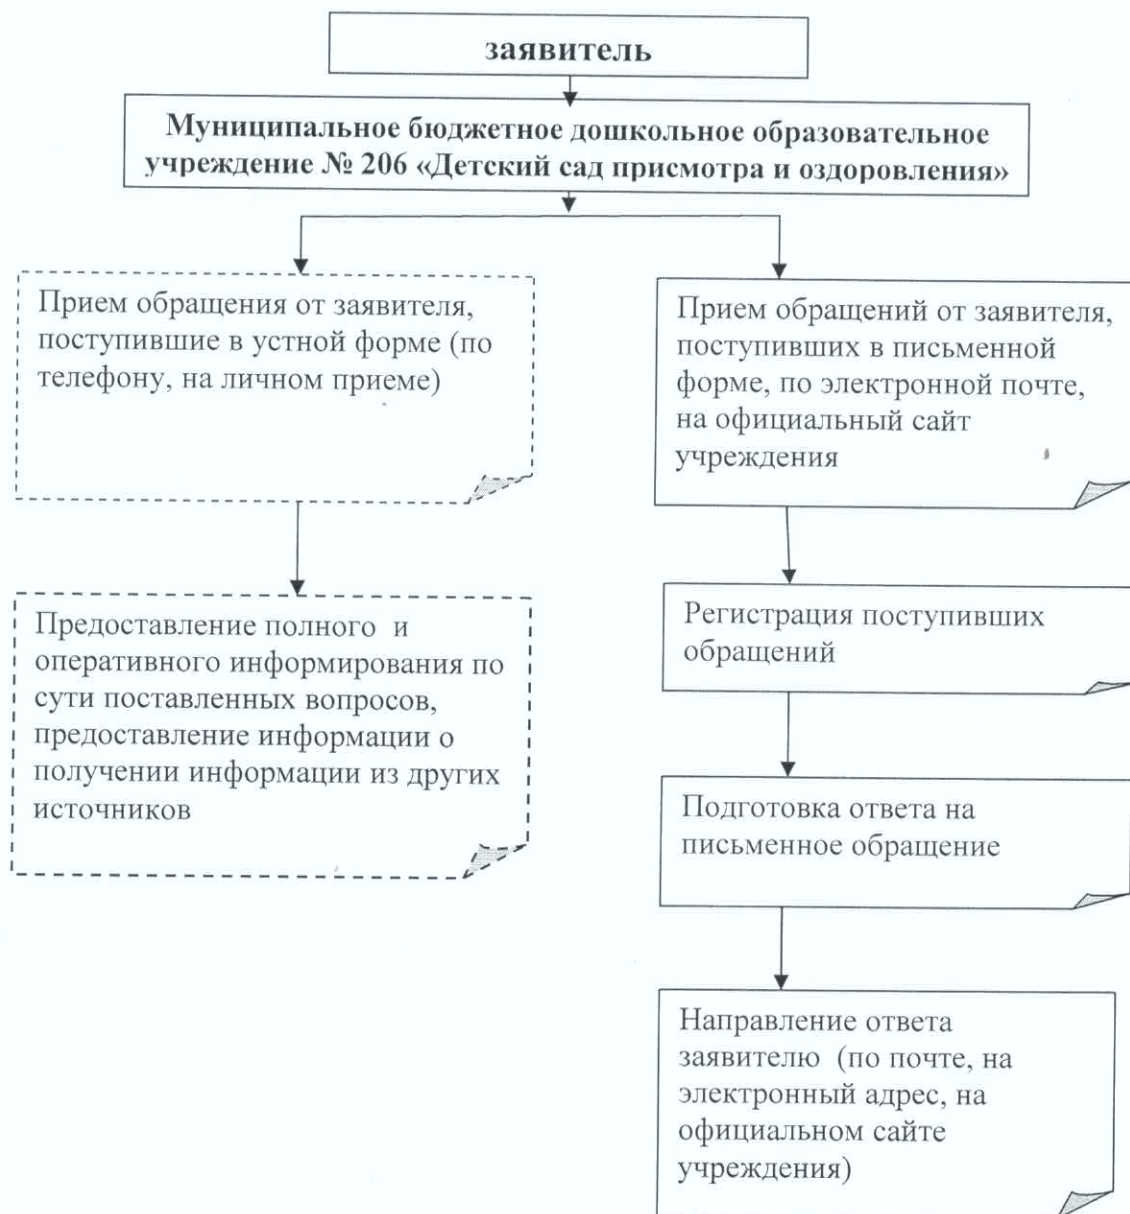 заявитель
Муниципальное бюджетное дошкольное образовательное
учреждение № 206 «Детский сад присмотра и оздоровления»
Прием обращения от заявителя,
поступившие в устной форме (по
телефону, на личном приеме)
Предоставление полного и
оперативного информирования по
сути поставленных вопросов,
предоставление информации о
получении информации из других
источников
Прием обращений от заявителя,
поступивших в письменной
форме, по электронной почте,
на официальный сайт
учреждения
Регистрация поступивших
обращений
Подготовка ответа на
письменное обращение
Направление ответа
заявителю (по почте, на
электронный адрес, на
официальном сайте
учреждения)